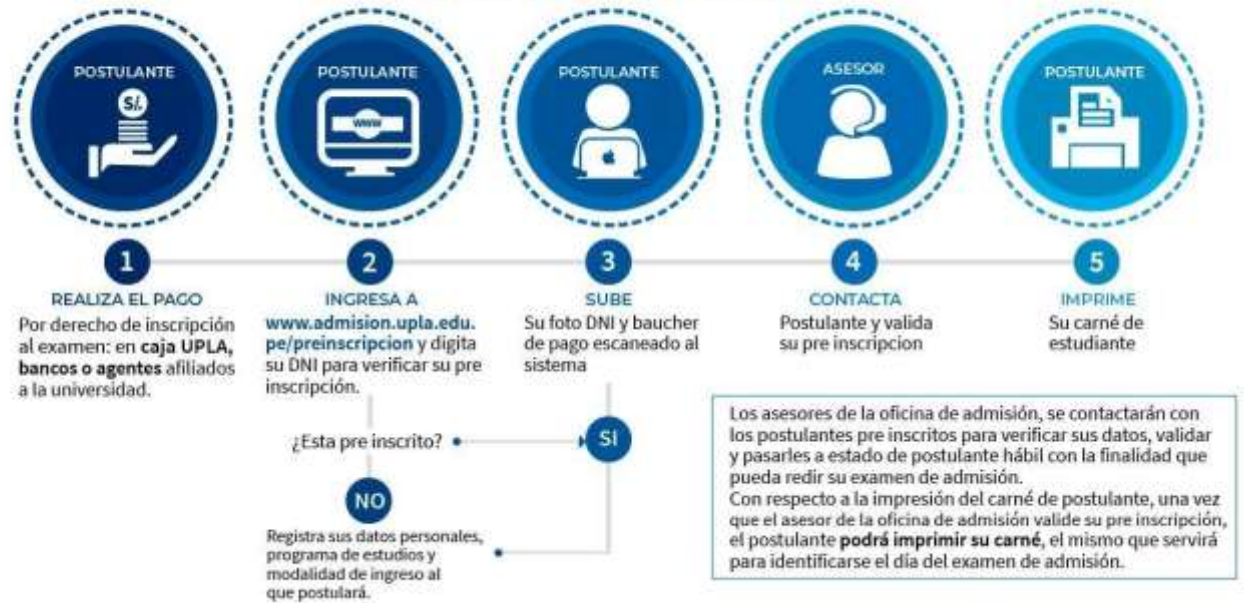 POSTULANTE
S/.
POSTULANTE
www
POSTULANTE
ASESOR
POSTULANTE
1
REALIZA EL PAGO
Por derecho de inscripción
al examen: en caja UPLA,
bancos o agentes afiliados
a la universidad.
2
INGRESA A
www.admision.upla.edu.
pe/preinscripcion y digita
su DNI para verificar su pre
inscripción.
¿Esta pre inscrito?
SI
NO
Registra sus datos personales,
programa de estudios y
modalidad de ingreso al
que postulará.
3
SUBE
Su foto DNI y baucher
de pago escaneado al
sistema
4
CONTACTA
Postulante y valida
su pre inscripcion
5
IMPRIME
Su carné de
estudiante
Los asesores de la oficina de admisión, se contactarán con
los postulantes pre inscritos para verificar sus datos, validar
y pasarles a estado de postulante hábil con la finalidad que
pueda redir su examen de admisión.
Con respecto a la impresión del carné de postulante, una vez
que el asesor de la oficina de admisión valide su pre inscripción,
el postulante podrá imprimir su carné, el mismo que servirá
para identificarse el día del examen de admisión.